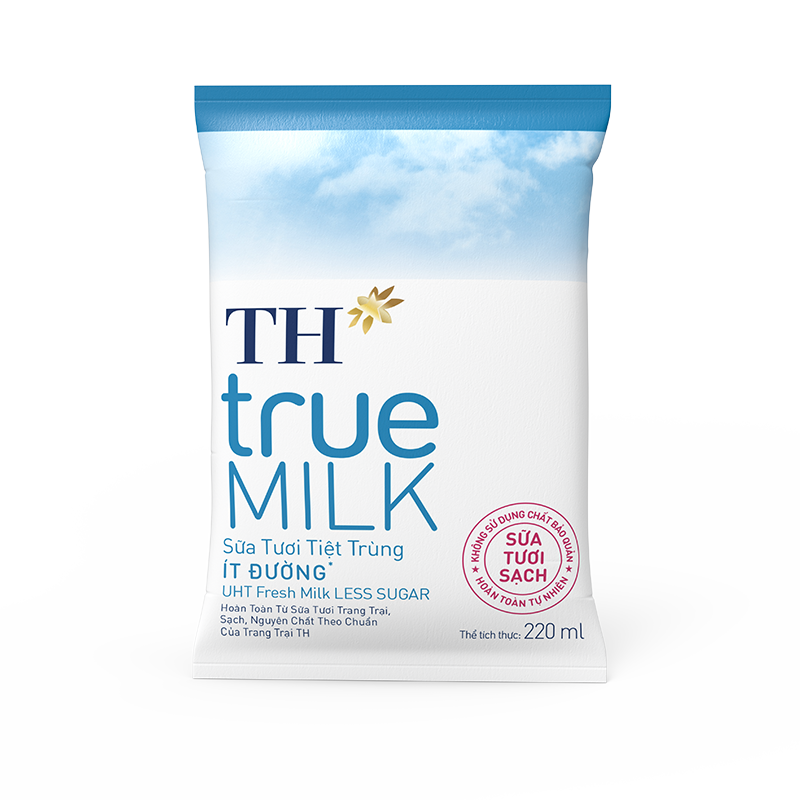 TH
true
MILK
Sữa Tươi Tiệt Trùng
ÍT ĐƯỜNG*
UHT Fresh Milk LESS SUGAR
Hoàn Toàn Từ Sữa Tươi Trang Trại,
Sạch, Nguyên Chất Theo Chuẩn
Của Trang Trại TH
KHÔNG SỬ DỤNG CHẤT BẢO QUẢN
SỮA
TƯƠI
SẠCH
★ HOÀN TOÀN TỰ NHIÊN ★
Thể tích thực: 220 ml